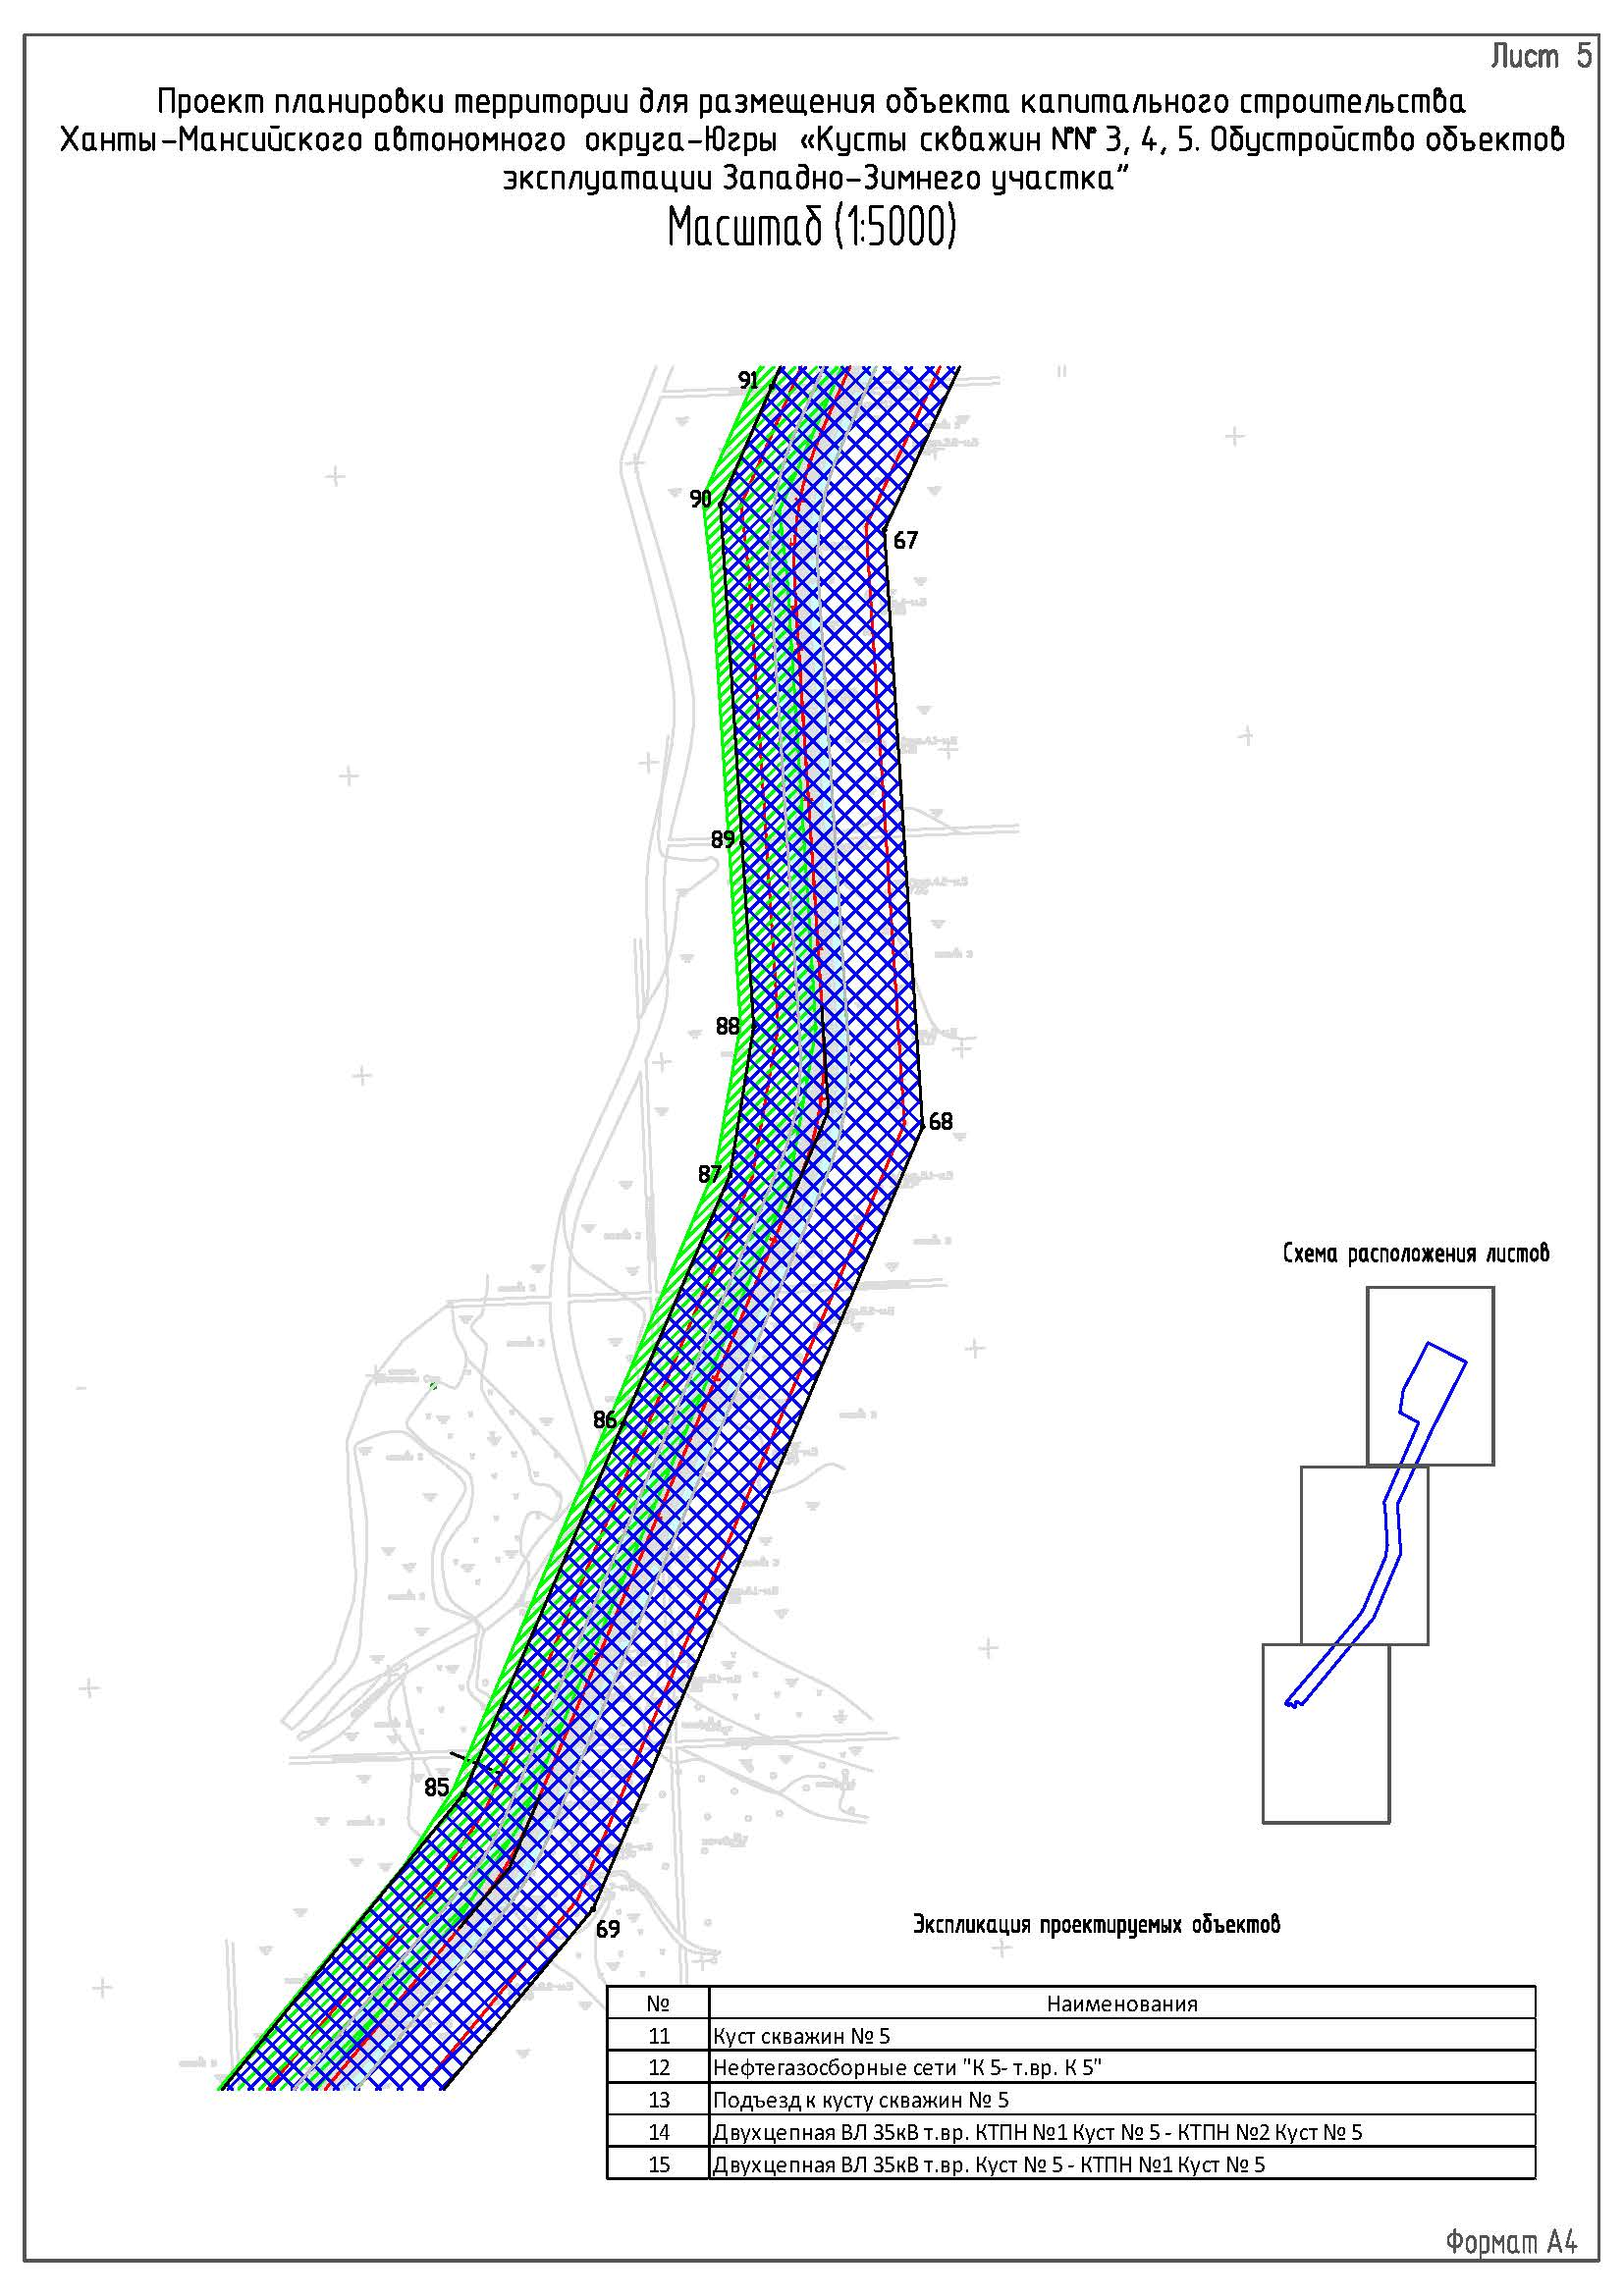 Лист 5
Проект планировки территории для размещения объекта капитального строительства
Ханты-Мансийского автономного округа-Югры «Кусты скважин №№ 3, 4, 5. Обустройство объектов
эксплуатации Западно-Зимнего участка"
Масштаб (1:5000)
91
90
67
89
88
68
87
86
85
69
Схема расположения листов
Экспликация проектируемых объектов
№ Наименования
11 Куст скважин № 5
12 Нефтегазосборные сети "К 5- т.вр. К 5"
13 Подъезд к кусту скважин № 5
14 Двухцепная ВЛ 35кВ т.вр. КТПН №1 Куст № 5 - КТПН №2 Куст № 5
15 Двухцепная ВЛ 35кВ т.вр. Куст № 5 - КТПН №1 Куст № 5
Формат А4